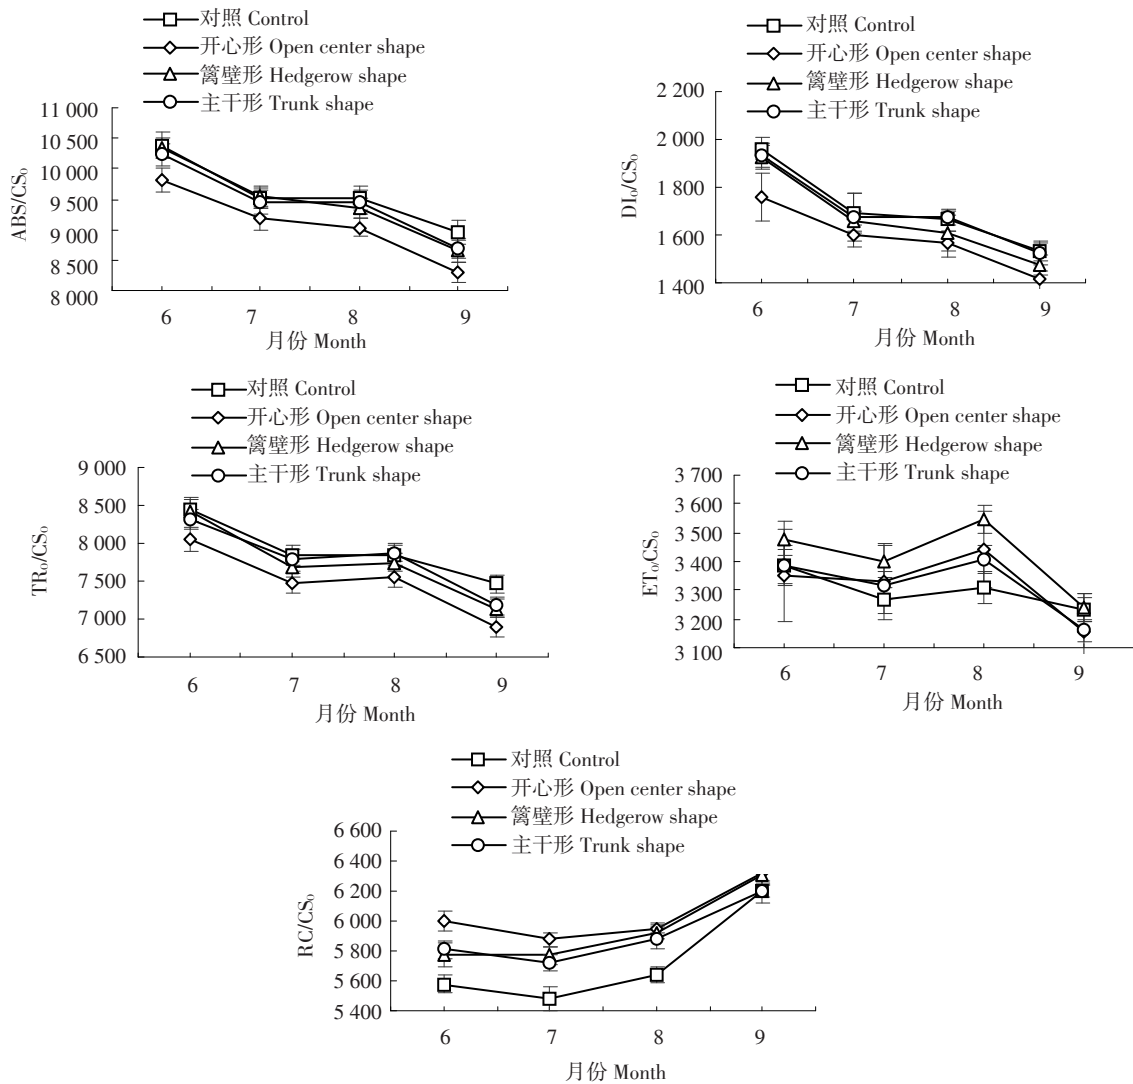 对照 Control
开心形 Open center shape
篱壁形 Hedgerow shape
主干形 Trunk shape
ABS/CS₀
11 000
10 500
10 000
9 500
9 000
8 500
8 000
6 7 8 9
月份 Month
对照 Control
开心形 Open center shape
篱壁形 Hedgerow shape
主干形 Trunk shape
DI₀/CS₀
2 200
2 000
1 800
1 600
1 400
6 7 8 9
月份 Month
对照 Control
开心形 Open center shape
篱壁形 Hedgerow shape
主干形 Trunk shape
TR₀/CS₀
9 000
8 500
8 000
7 500
7 000
6 500
6 7 8 9
月份 Month
对照 Control
开心形 Open center shape
篱壁形 Hedgerow shape
主干形 Trunk shape
ET₀/CS₀
3 700
3 600
3 500
3 400
3 300
3 200
3 100
6 7 8 9
月份 Month
对照 Control
开心形 Open center shape
篱壁形 Hedgerow shape
主干形 Trunk shape
RC/CS₀
6 600
6 400
6 200
6 000
5 800
5 600
5 400
6 7 8 9
月份 Month